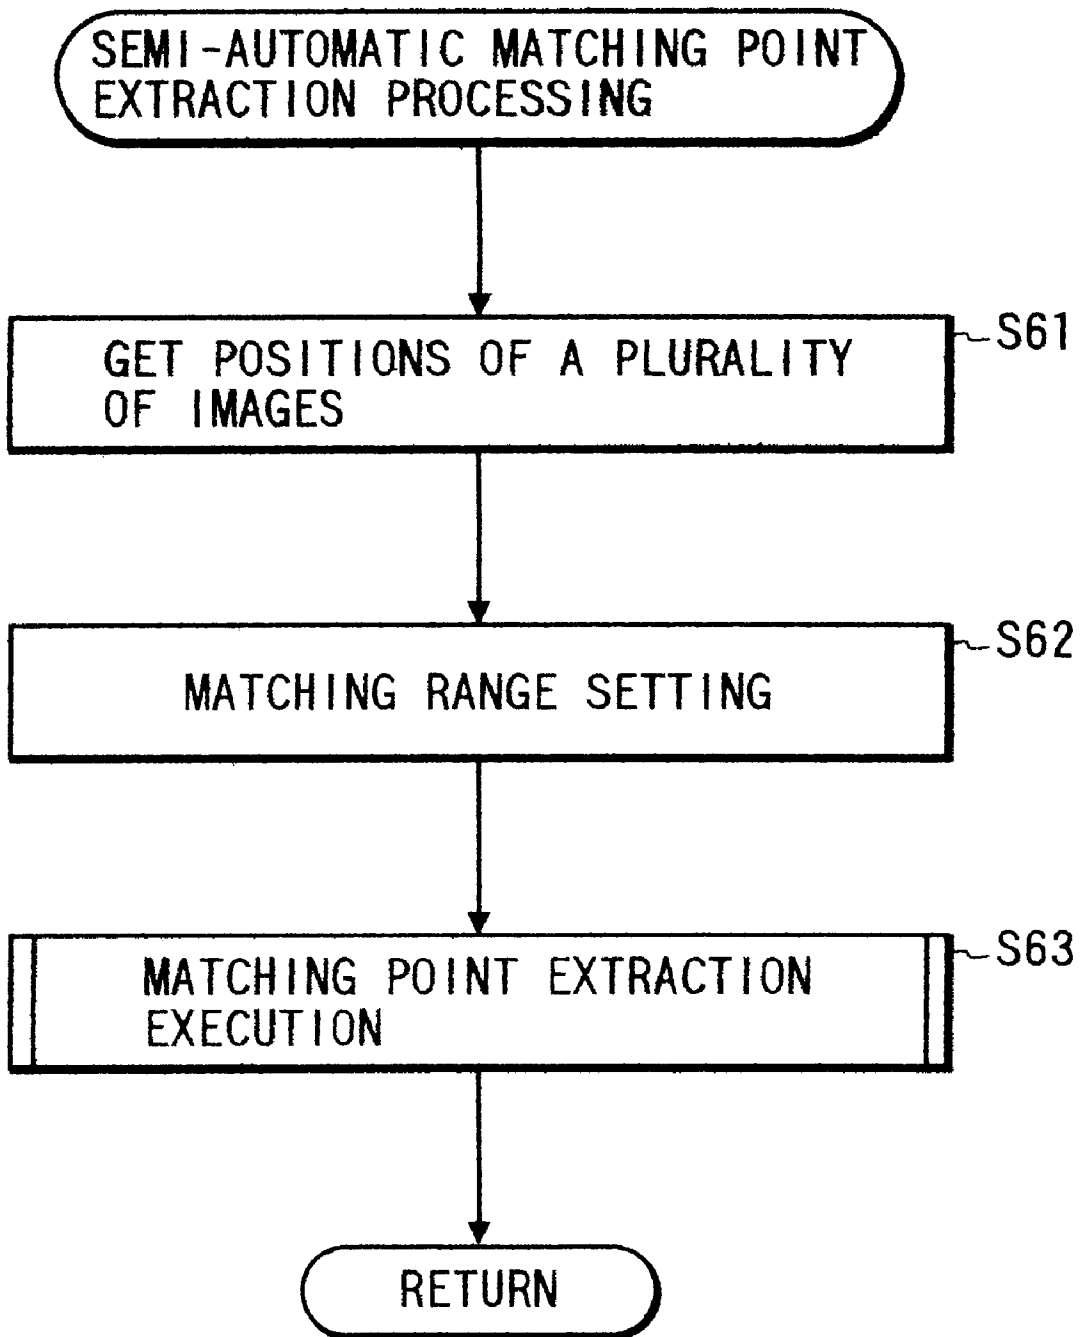 SEMI-AUTOMATIC MATCHING POINT
EXTRACTION PROCESSING
GET POSITIONS OF A PLURALITY
OF IMAGES
S61
MATCHING RANGE SETTING
S62
MATCHING POINT EXTRACTION
EXECUTION
S63
RETURN